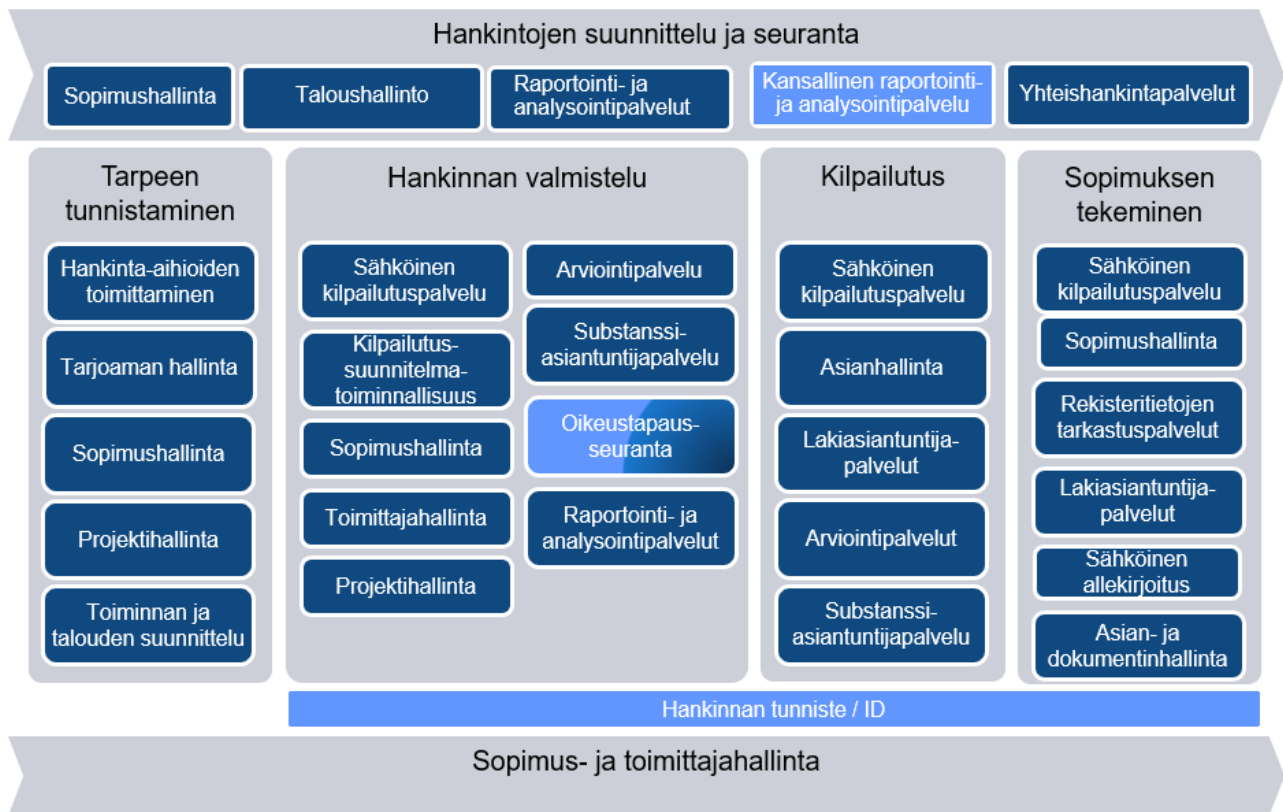 Hankintojen suunnittelu ja seuranta
Sopimushallinta
Taloushallinto
Raportointi- ja
analysointipalvelut
Kansallinen raportointi-
ja analysointipalvelu
Yhteishankintapalvelut
Tarpeen
tunnistaminen
Hankinta-aihioiden
toimittaminen
Tarjoaman hallinta
Sopimushallinta
Projektihallinta
Toiminnan ja
talouden suunnittelu
Hankinnan valmistelu
Sähköinen
kilpailutuspalvelu
Kilpailutus-
suunnitelma-
toiminnallisuus
Sopimushallinta
Toimittajahallinta
Projektihallinta
Arviointipalvelu
Substanssi-
asiantuntijapalvelu
Oikeustapaus-
seuranta
Raportointi- ja
analysointipalvelut
Kilpailutus
Sähköinen
kilpailutuspalvelu
Asianhallinta
Lakiasiantuntija-
palvelut
Arviointipalvelut
Substanssi-
asiantuntijapalvelu
Sopimuksen
tekeminen
Sähköinen
kilpailutuspalvelu
Sopimushallinta
Rekisteritietojen
tarkastuspalvelut
Lakiasiantuntija-
palvelut
Sähköinen
allekirjoitus
Asian- ja
dokumentinhallinta
Hankinnan tunniste / ID
Sopimus- ja toimittajahallinta